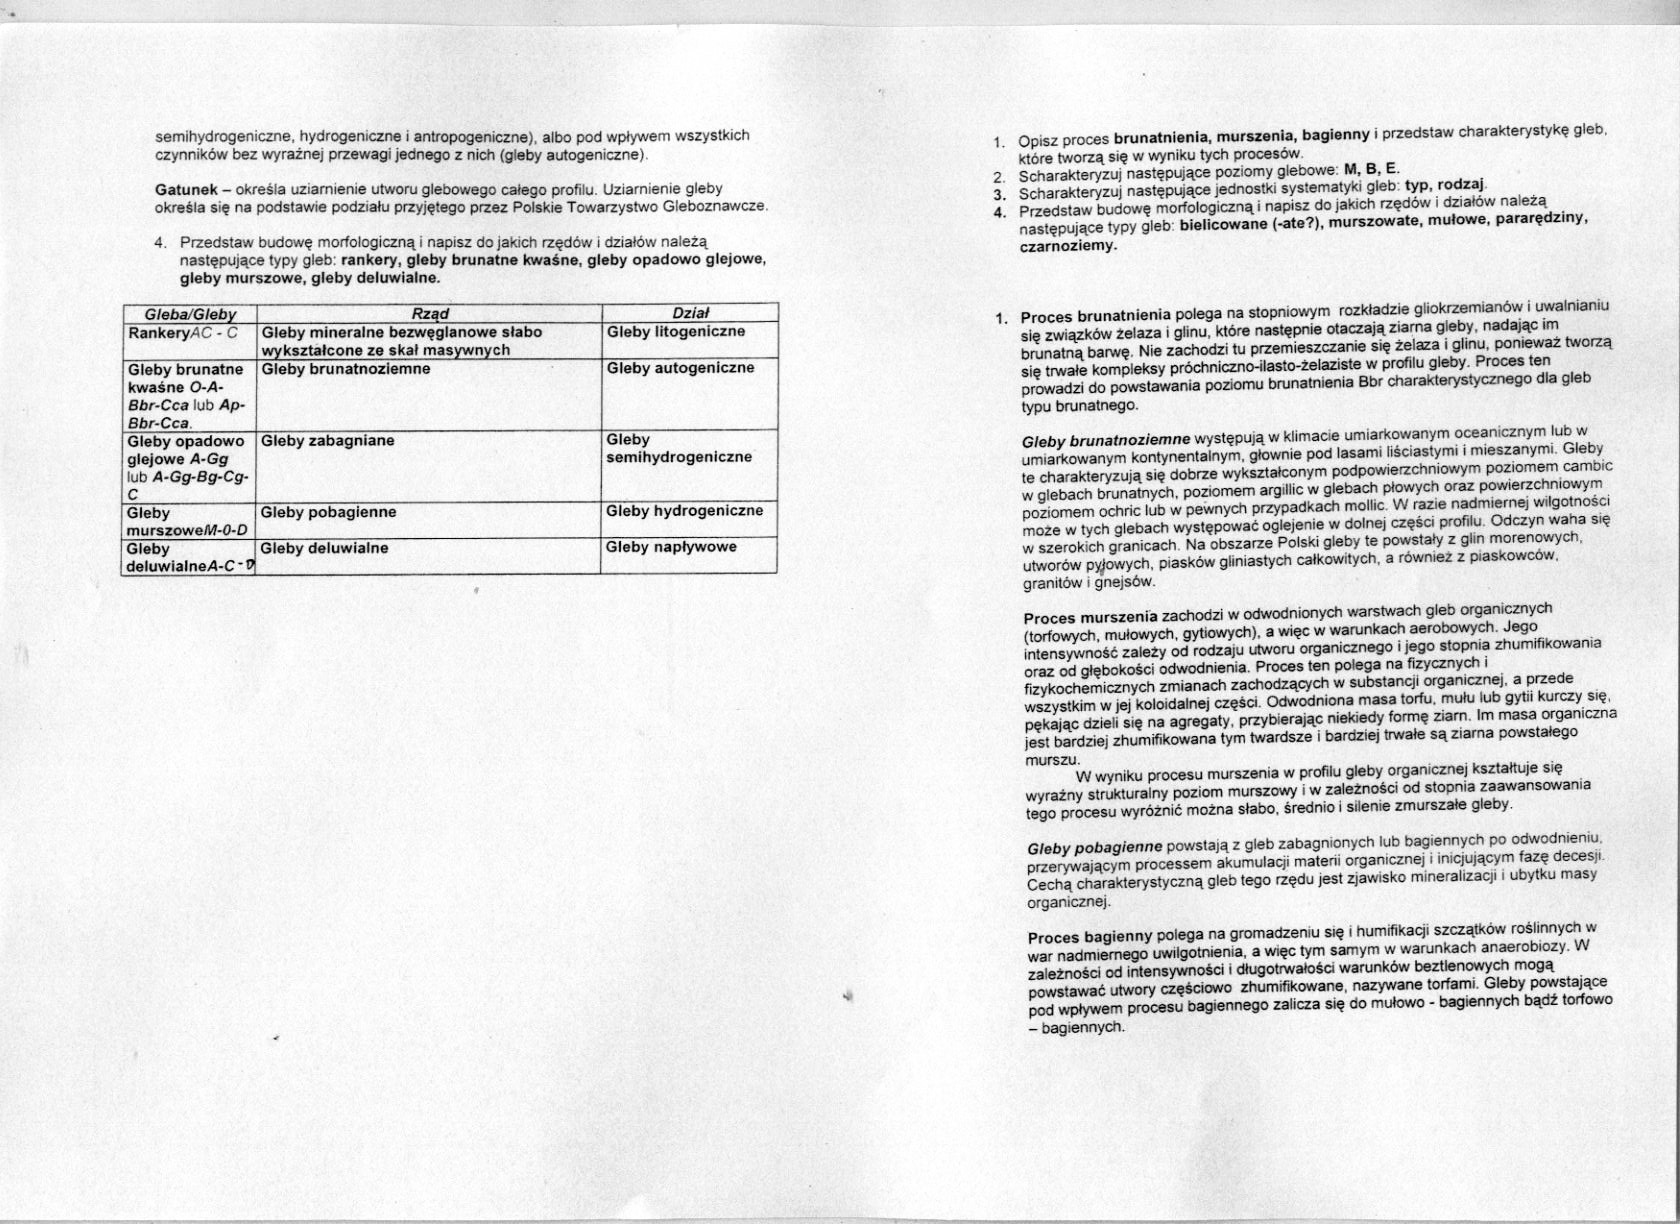 semihydrogeniczne, hydrogeniczne i antropogeniczne), albo pod wpływem wszystkich
czynników bez wyraźnej przewagi jednego z nich (gleby autogeniczne).
Gatunek – określa uziarnienie utworu glebowego całego profilu. Uziarnienie gleby
określa się na podstawie podziału przyjętego przez Polskie Towarzystwo Gleboznawcze.
4. Przedstaw budowę morfologiczną i napisz do jakich rzędów i działów należą
następujące typy gleb: rankery, gleby brunatne kwaśne, gleby opadowo glejowe,
gleby murszowe, gleby deluwialne.
Gleba/Gleby Rząd Dział
RankeryAC - C Gleby mineralne bezwęglanowe słabo Gleby litogeniczne
wykształcone ze skał masywnych
Gleby brunatne Gleby brunatnoziemne Gleby autogeniczne
kwaśne O-A-
Bbr-Cca lub Ap-
Bbr-Cca.
Gleby opadowo Gleby zabagniane Gleby
glejowe A-Gg semihydrogeniczne
lub A-Gg-Bg-Cg-
C
Gleby Gleby pobagienne Gleby hydrogeniczne
murszoweM-0-D
Gleby Gleby deluwialne Gleby napływowe
deluwialneA-C - D
1. Opisz proces brunatnienia, murszenia, bagienny i przedstaw charakterystykę gleb,
które tworzą się w wyniku tych procesów.
2. Scharakteryzuj następujące poziomy glebowe: M, B, E.
3. Scharakteryzuj następujące jednostki systematyki gleb: typ, rodzaj.
4. Przedstaw budowę morfologiczną i napisz do jakich rzędów i działów należą
następujące typy gleb: bielicowane (-ate?), murszowate, mułowe, pararędziny,
czarnoziemy.
1. Proces brunatnienia polega na stopniowym rozkładzie gliokrzemianów i uwalnianiu
się związków żelaza i glinu, które następnie otaczają ziarna gleby, nadając im
brunatną barwę. Nie zachodzi tu przemieszczanie się żelaza i glinu, ponieważ tworzą
się trwałe kompleksy próchniczno-ilasto-żelaziste w profilu gleby. Proces ten
prowadzi do powstawania poziomu brunatnienia Bbr charakterystycznego dla gleb
typu brunatnego.
Gleby brunatnoziemne występują w klimacie umiarkowanym oceanicznym lub w
umiarkowanym kontynentalnym, głownie pod lasami liściastymi i mieszanymi. Gleby
te charakteryzują się dobrze wykształconym podpowierzchniowym poziomem cambic
w glebach brunatnych, poziomem argillic w glebach płowych oraz powierzchniowym
poziomem ochric lub w pewnych przypadkach mollic. W razie nadmiernej wilgotności
może w tych glebach występować oglejenie w dolnej części profilu. Odczyn waha się
w szerokich granicach. Na obszarze Polski gleby te powstały z glin morenowych,
utworów pyłowych, piasków gliniastych całkowitych, a również z piaskowców,
granitów i gnejsów.
Proces murszenia zachodzi w odwodnionych warstwach gleb organicznych
(torfowych, mułowych, gytiowych), a więc w warunkach aerobowych. Jego
intensywność zależy od rodzaju utworu organicznego i jego stopnia zhumifikowania
oraz od głębokości odwodnienia. Proces ten polega na fizycznych i
fizykochemicznych zmianach zachodzących w substancji organicznej, a przede
wszystkim w jej koloidalnej części. Odwodniona masa torfu, mułu lub gytii kurczy się,
pękając dzieli się na agregaty, przybierając niekiedy formę ziarn. Im masa organiczna
jest bardziej zhumifikowana tym twardsze i bardziej trwałe są ziarna powstałego
murszu.
W wyniku procesu murszenia w profilu gleby organicznej kształtuje się
wyraźny strukturalny poziom murszowy i w zależności od stopnia zaawansowania
tego procesu wyróżnić można słabo, średnio i silenie zmurszałe gleby.
Gleby pobagienne powstają z gleb zabagnionych lub bagiennych po odwodnieniu,
przerywającym processem akumulacji materii organicznej i inicjującym fazę decesji.
Cechą charakterystyczną gleb tego rzędu jest zjawisko mineralizacji i ubytku masy
organicznej.
Proces bagienny polega na gromadzeniu się i humifikacji szczątków roślinnych w
war nadmiernego uwilgotnienia, a więc tym samym w warunkach anaerobiozy. W
zależności od intensywności i długotrwałości warunków beztlenowych mogą
powstawać utwory częściowo zhumifikowane, nazywane torfami. Gleby powstające
pod wpływem procesu bagiennego zalicza się do mułowo - bagiennych bądź torfowo
– bagiennych.